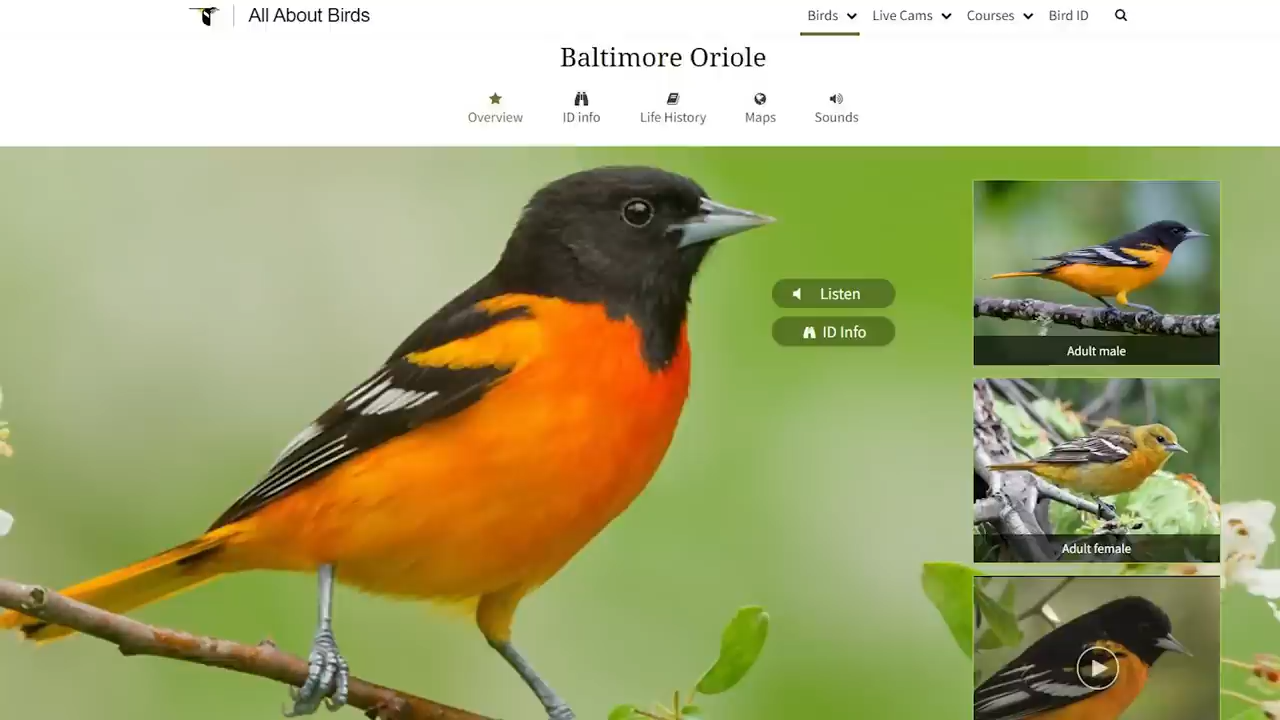 All About Birds
Birds
Live Cams
Courses
Bird ID
Baltimore Oriole
Overview
ID info
Life History
Maps
Sounds
Listen
ID Info
Adult male
Adult female